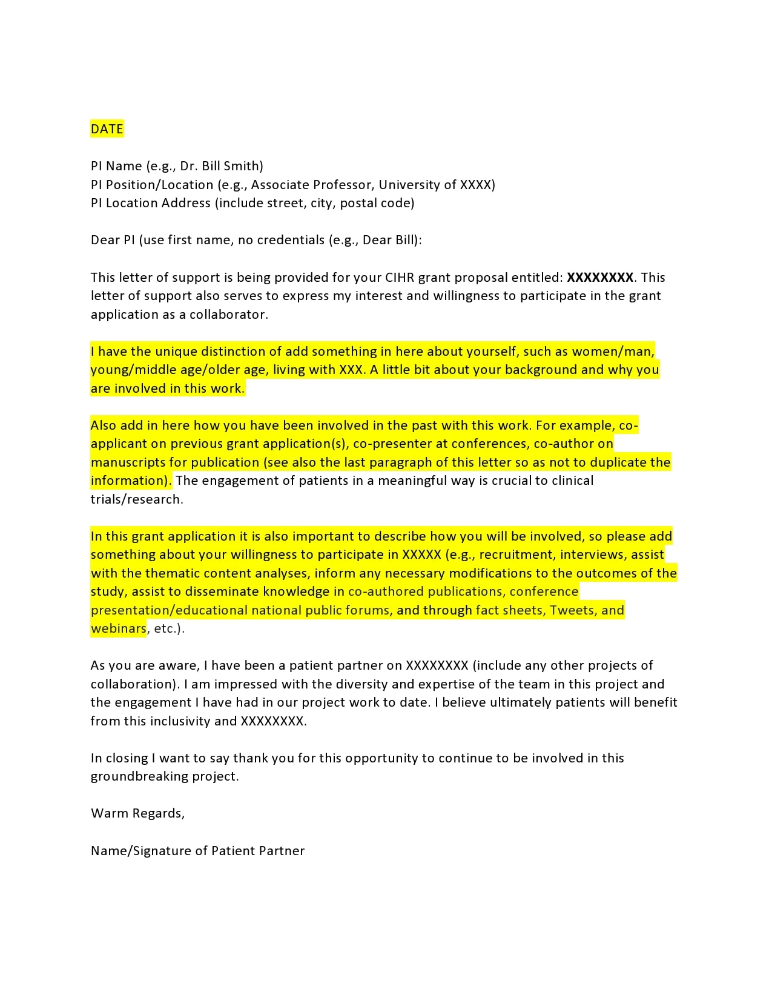 DATE
PI Name (e.g., Dr. Bill Smith)
PI Position/Location (e.g., Associate Professor, University of XXXX)
PI Location Address (include street, city, postal code)
Dear PI (use first name, no credentials (e.g., Dear Bill):
This letter of support is being provided for your CIHR grant proposal entitled: XXXXXXXX. This
letter of support also serves to express my interest and willingness to participate in the grant
application as a collaborator.
I have the unique distinction of add something in here about yourself, such as women/man,
young/middle age/older age, living with XXX. A little bit about your background and why you
are involved in this work.
Also add in here how you have been involved in the past with this work. For example, co-
applicant on previous grant application(s), co-presenter at conferences, co-author on
manuscripts for publication (see also the last paragraph of this letter so as not to duplicate the
information). The engagement of patients in a meaningful way is crucial to clinical
trials/research.
In this grant application it is also important to describe how you will be involved, so please add
something about your willingness to participate in XXXXX (e.g., recruitment, interviews, assist
with the thematic content analyses, inform any necessary modifications to the outcomes of the
study, assist to disseminate knowledge in co-authored publications, conference
presentation/educational national public forums, and through fact sheets, Tweets, and
webinars, etc.).
As you are aware, I have been a patient partner on XXXXXXXX (include any other projects of
collaboration). I am impressed with the diversity and expertise of the team in this project and
the engagement I have had in our project work to date. I believe ultimately patients will benefit
from this inclusivity and XXXXXXXX.
In closing I want to say thank you for this opportunity to continue to be involved in this
groundbreaking project.
Warm Regards,
Name/Signature of Patient Partner